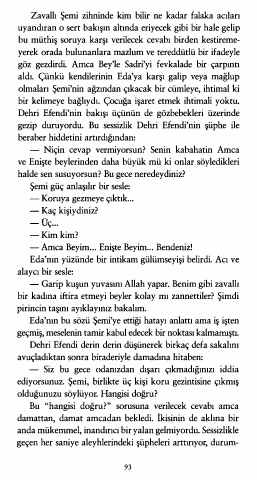 Zavallı Şemi zihninde kim bilir ne kadar falaka acıları
uyandıran o sert bakışın altında eriyecek gibi bir hale gelip
bu müthiş soruya karşı verilecek cevabı birden kestireme-
yerek orada bulunanlara mazlum ve tereddütlü bir ifadeyle
göz gezdirdi. Amca Bey'le Sadri'yi fevkalade bir çarpıntı
aldı. Çünkü kendilerinin Eda'ya karşı galip veya mağlup
olmaları Şemi'nin ağzından çıkacak bir cümleye, ihtimal ki
bir kelimeye bağlıydı. Çocuğa işaret etmek ihtimali yoktu.
Dehri Efendi'nin bakışı üçünün de gözbebekleri üzerinde
gezip duruyordu. Bu sessizlik Dehri Efendi'nin şüphe ile
beraber hiddetini artırdığından:
— Niçin cevap vermiyorsun? Senin kabahatin Amca
ve Enişte beylerinden daha büyük mü ki onlar söyledikleri
halde sen susuyorsun? Bu gece neredeydiniz?
Şemi güç anlaşılır bir sesle:
— Koruya gezmeye çıktık...
— Kaç kişiydiniz?
— Üç...
— Kim kim?
— Amca Beyim... Enişte Beyim... Bendeniz!
Eda'nın yüzünde bir intikam gülümseyişi belirdi. Acı ve
alaycı bir sesle:
— Garip kuşun yuvasını Allah yapar. Benim gibi zavallı
bir kadına iftira etmeyi beyler kolay mı zannettiler? Şimdi
pirincin taşını ayıklayınız bakalım.
Eda'nın bu sözü Şemi'ye ettiği hatayı anlattı ama iş işten
geçmiş, meselenin tamir kabul edecek bir noktası kalmamıştı.
Dehri Efendi derin derin düşünerek birkaç defa sakalını
avuçladıktan sonra biraderiyle damadına hitaben:
— Siz bu gece odanızdan dışarı çıkmadığınızı iddia
ediyorsunuz. Şemi, birlikte üç kişi koru gezintisine çıkmış
olduğunuzu söylüyor. Hangisi doğru?
Bu "hangisi doğru?" sorusuna verilecek cevabı amca
damattan, damat amcadan bekledi. İkisinin de aklına bir
anda mükemmel, inandırıcı bir yalan gelmiyordu. Sessizlikle
geçen her saniye aleyhlerindeki şüpheleri arttırıyor, durum-
93